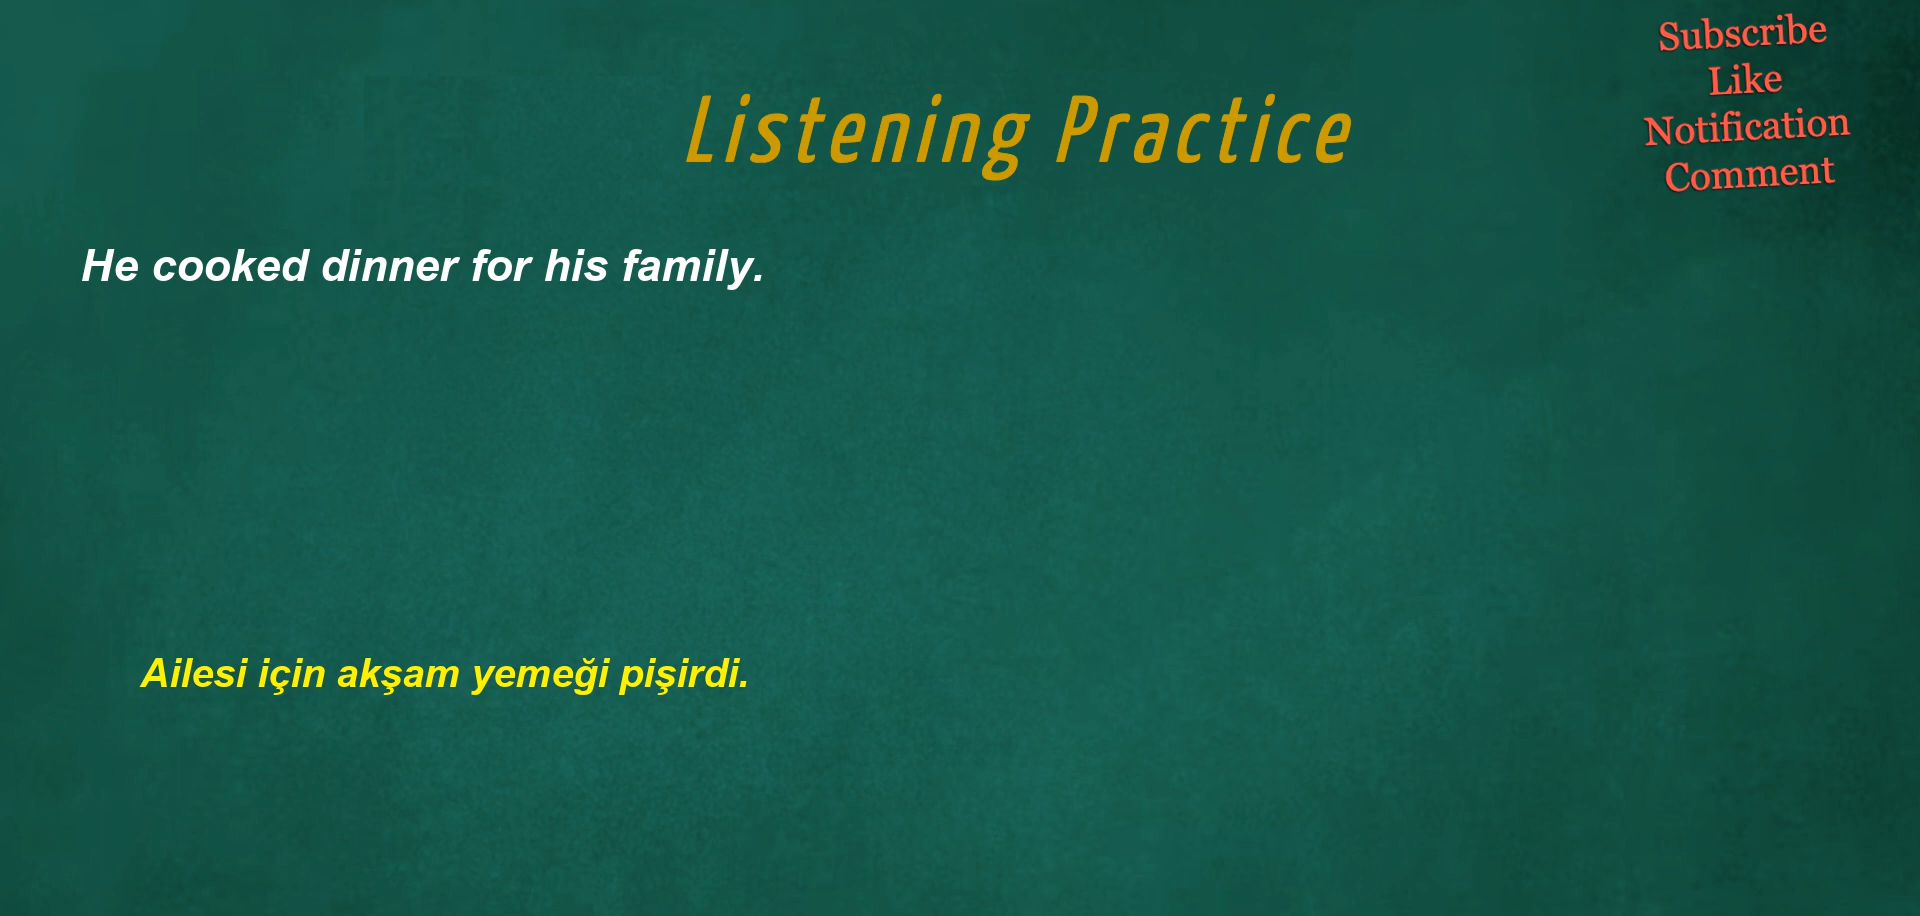 Subscribe
Like
Notification
Comment
Listening Practice
He cooked dinner for his family.
Ailesi için akşam yemeği pişirdi.